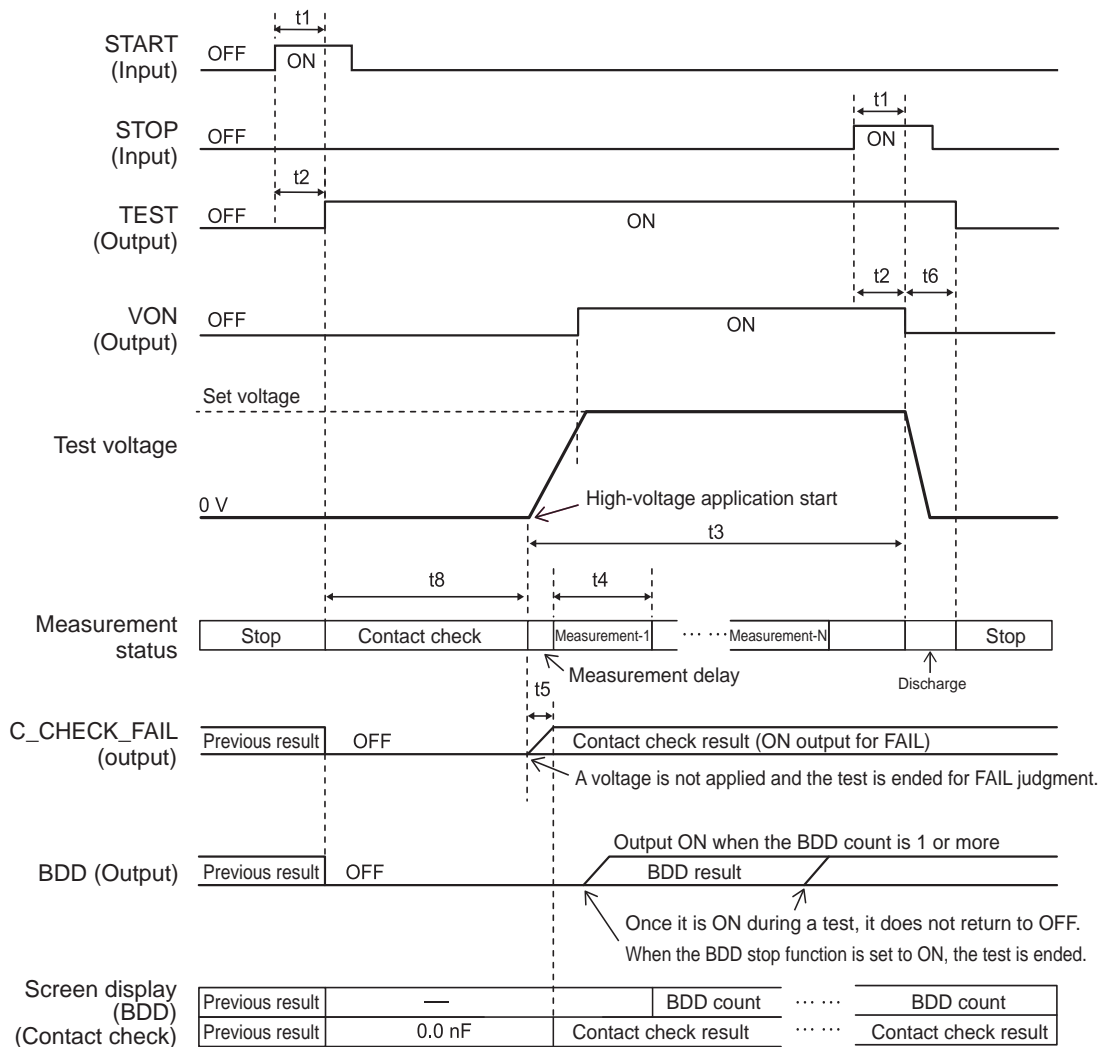 t1
START
(Input)
OFF
ON
t1
STOP
(Input)
OFF
ON
t2
TEST
(Output)
OFF
ON
t2
t6
VON
(Output)
OFF
ON
Set voltage
Test voltage
0 V
High-voltage application start
t3
t8
t4
Measurement
status
Stop
Contact check
Measurement-1
... ...
Measurement-N
Stop
Measurement delay
Discharge
t5
C_CHECK_FAIL
(output)
Previous result
OFF
Contact check result (ON output for FAIL)
A voltage is not applied and the test is ended for FAIL judgment.
Output ON when the BDD count is 1 or more
BDD (Output)
Previous result
OFF
BDD result
Once it is ON during a test, it does not return to OFF.
When the BDD stop function is set to ON, the test is ended.
Screen display
(BDD)
Previous result
—
BDD count
... ...
BDD count
(Contact check)
Previous result
0.0 nF
Contact check result
... ...
Contact check result